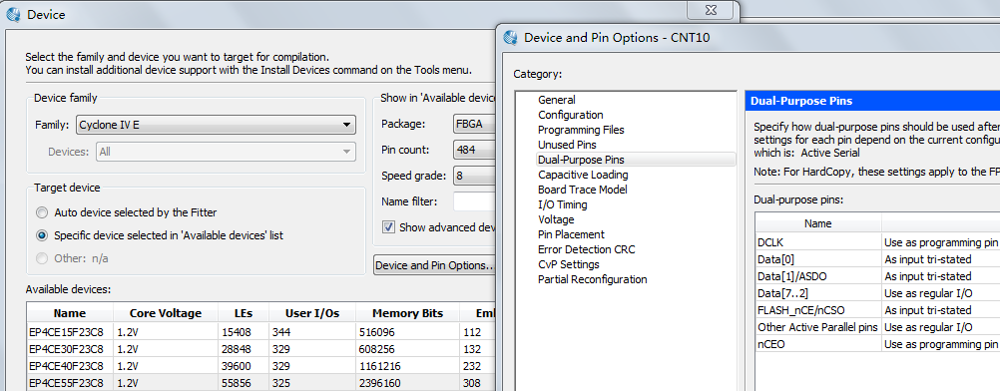 Device
Select the family and device you want to target for compilation.
You can install additional device support with the Install Devices command on the Tools menu.
Device family
Family: Cyclone IV E
Devices: All
Target device
Auto device selected by the Fitter
Specific device selected in 'Available devices' list
Other: n/a
Show in 'Available device
Package: FBGA
Pin count: 484
Speed grade: 8
Name filter:
Show advanced dev
Device and Pin Options...
Available devices:
Name Core Voltage LEs User I/Os Memory Bits Emb
EP4CE15F23C8 1.2V 15408 344 516096 112
EP4CE30F23C8 1.2V 28848 329 608256 132
EP4CE40F23C8 1.2V 39600 329 1161216 232
EP4CE55F23C8 1.2V 55856 325 2396160 308
Device and Pin Options - CNT10
Category:
General
Configuration
Programming Files
Unused Pins
Dual-Purpose Pins
Capacitive Loading
Board Trace Model
I/O Timing
Voltage
Pin Placement
Error Detection CRC
CvP Settings
Partial Reconfiguration
Dual-Purpose Pins
Specify how dual-purpose pins should be used after
settings for each pin depend on the current configu
which is: Active Serial
Note: For HardCopy, these settings apply to the FP
Dual-purpose pins:
Name
DCLK Use as programming pin
Data[0] As input tri-stated
Data[1]/ASDO As input tri-stated
Data[7..2] Use as regular I/O
FLASH_nCE/nCSO As input tri-stated
Other Active Parallel pins Use as regular I/O
nCEO Use as programming pin